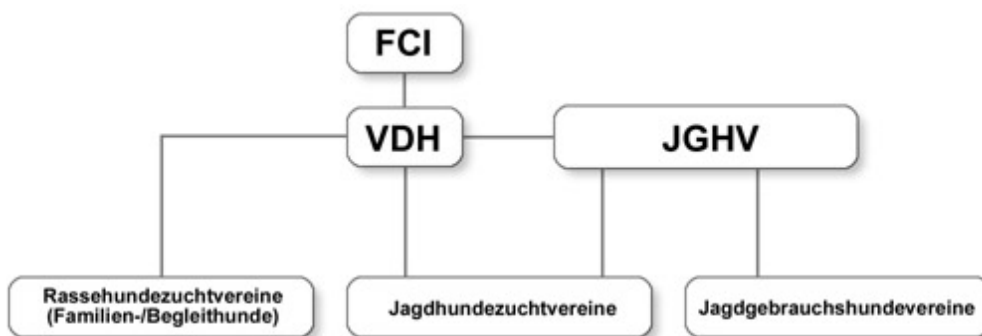 FCI
VDH
JGHV
Rassehundezuchtvereine
(Familien-/Begleithunde)
Jagdhundezuchtvereine
Jagdgebrauchshundevereine